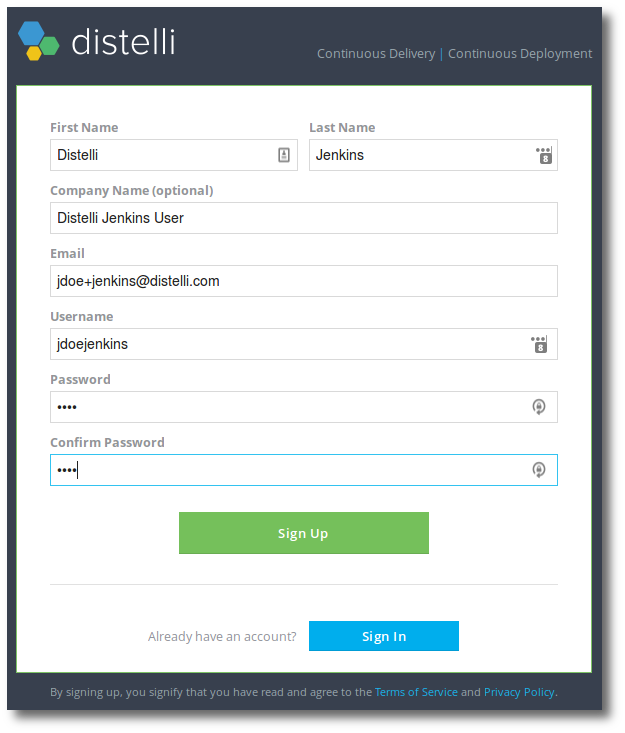 distelli
Continuous Delivery | Continuous Deployment
First Name Last Name
Distelli Jenkins
8
Company Name (optional)
Distelli Jenkins User
Email
jdoe+jenkins@distelli.com
Username
jdoejenkins
8
Password
••••
Confirm Password
••••
Sign Up
Already have an account? Sign In
By signing up, you signify that you have read and agree to the Terms of Service and Privacy Policy.